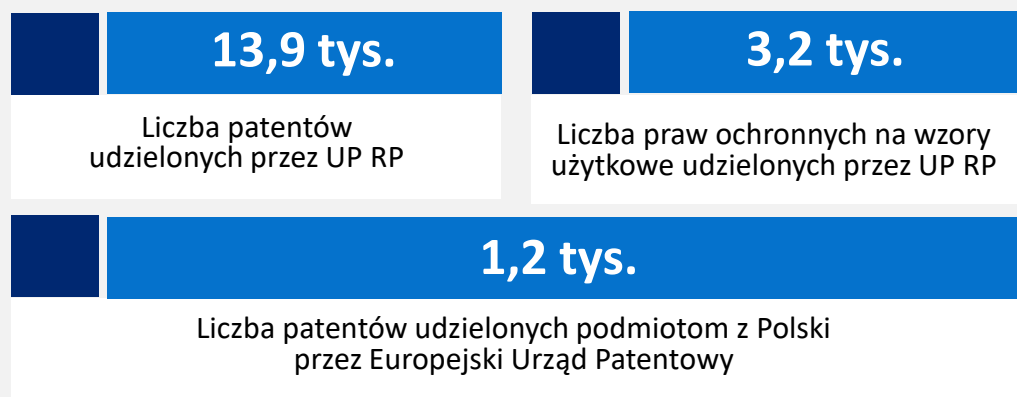 13,9 tys.
Liczba patentów
udzielonych przez UP RP
3,2 tys.
Liczba praw ochronnych na wzory
użytkowe udzielonych przez UP RP
1,2 tys.
Liczba patentów udzielonych podmiotom z Polski
przez Europejski Urząd Patentowy